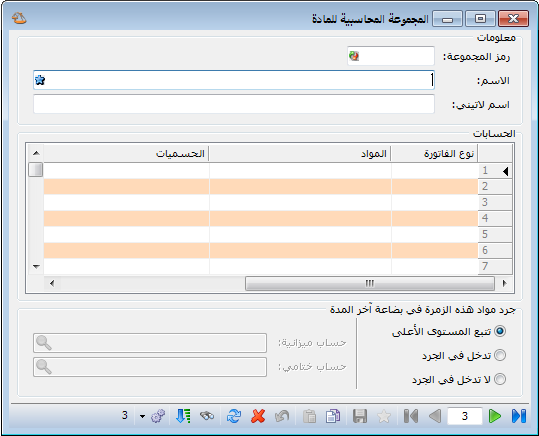 المجموعة المحاسبية للمادة
معلومات
رمز المجموعة:
الاسم:
اسم لاتيني:
الحسابات
نوع الفاتورة المواد الحسميات
1
2
3
4
5
6
7
جرد مواد هذه الزمرة في بضاعة آخر المدة
تتبع المستوى الأعلى
تدخل في الجرد
لا تدخل في الجرد
حساب ميزانية:
حساب ختامي:
3 3